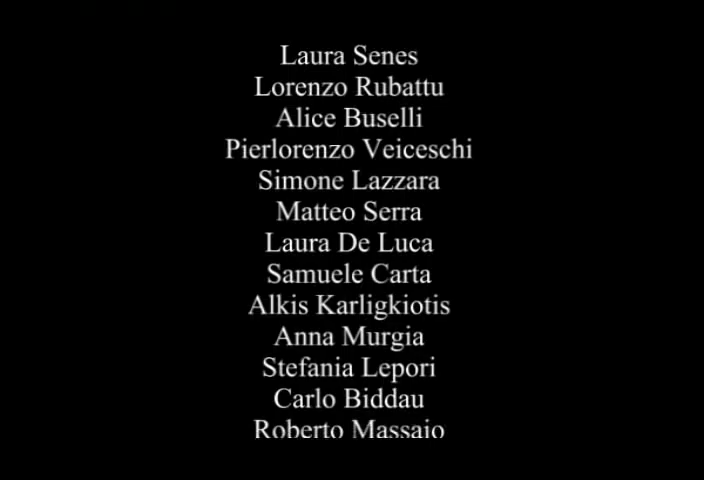 Laura Senes
Lorenzo Rubattu
Alice Buselli
Pierlorenzo Veiceschi
Simone Lazzara
Matteo Serra
Laura De Luca
Samuele Carta
Alkis Karligkiotis
Anna Murgia
Stefania Lepori
Carlo Biddau
Roberto Massaio